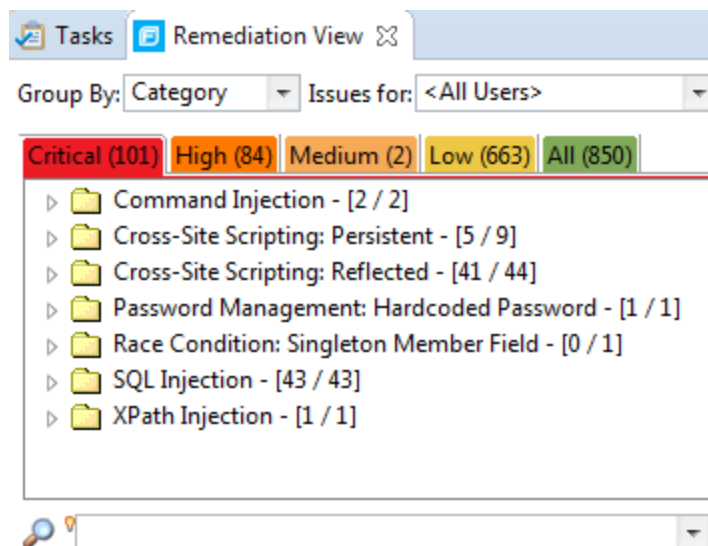 Tasks Remediation View
Group By: Category Issues for: <All Users>
Critical (101) High (84) Medium (2) Low (663) All (850)
Command Injection - [2 / 2]
Cross-Site Scripting: Persistent - [5 / 9]
Cross-Site Scripting: Reflected - [41 / 44]
Password Management: Hardcoded Password - [1 / 1]
Race Condition: Singleton Member Field - [0 / 1]
SQL Injection - [43 / 43]
XPath Injection - [1 / 1]